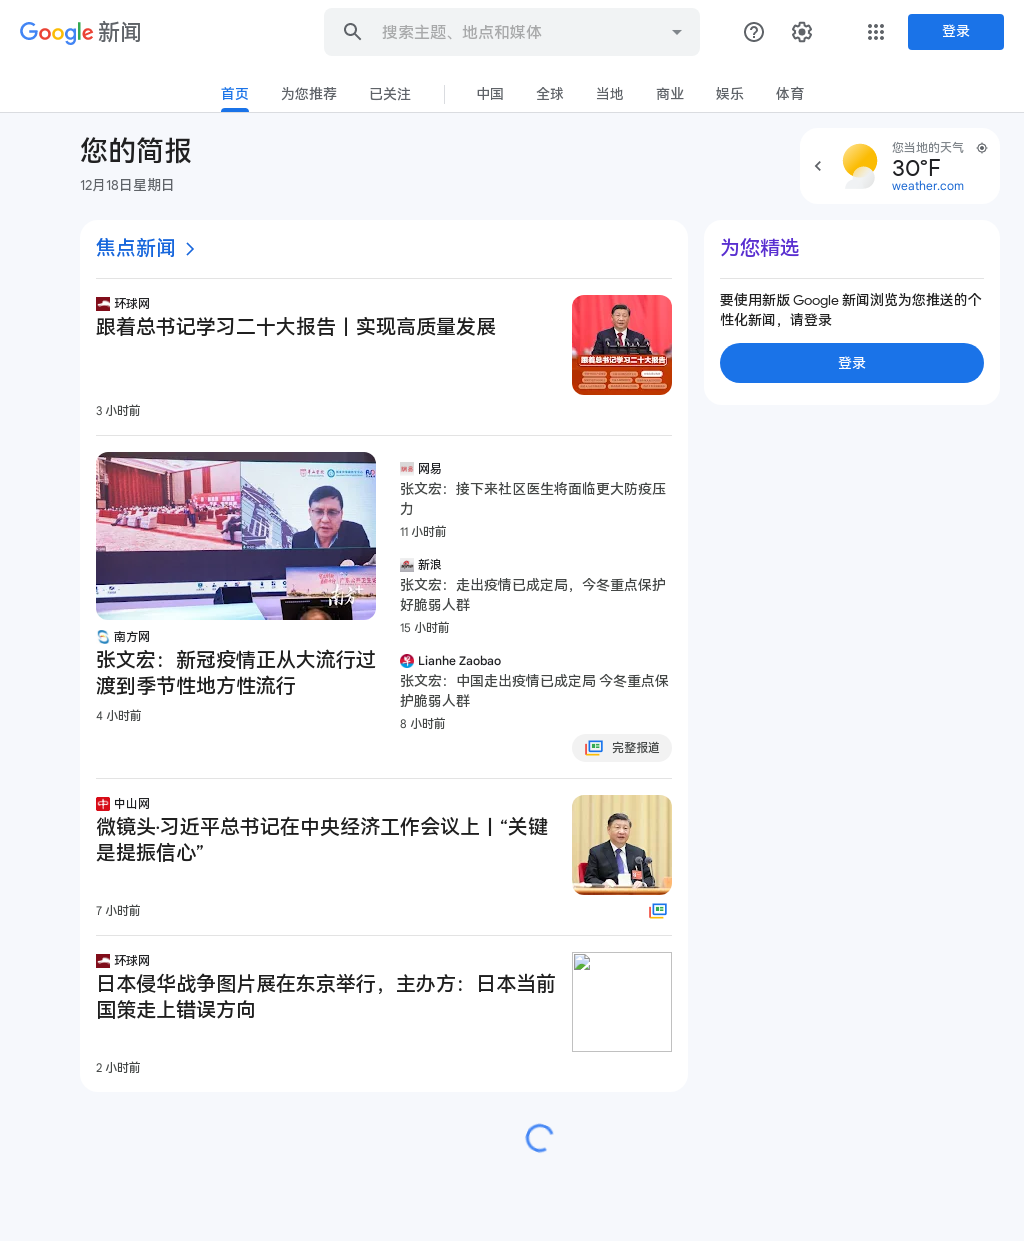 Google 新闻
搜索主题、地点和媒体
登录
首页
为您推荐
已关注
中国
全球
当地
商业
娱乐
体育
您的简报
12月18日星期日
您当地的天气
30°F
weather.com
焦点新闻
环球网
跟着总书记学习二十大报告丨实现高质量发展
跟着总书记学习二十大报告
3 小时前
南方网
张文宏：新冠疫情正从大流行过
渡到季节性地方性流行
4 小时前
网易
张文宏：接下来社区医生将面临更大防疫压
力
11 小时前
新浪
张文宏：走出疫情已成定局，今冬重点保护
好脆弱人群
15 小时前
Lianhe Zaobao
张文宏：中国走出疫情已成定局 今冬重点保
护脆弱人群
8 小时前
完整报道
中山网
微镜头·习近平总书记在中央经济工作会议上丨“关键
是提振信心”
7 小时前
环球网
日本侵华战争图片展在东京举行，主办方：日本当前
国策走上错误方向
2 小时前
为您精选
要使用新版 Google 新闻浏览为您推送的个
性化新闻，请登录
登录